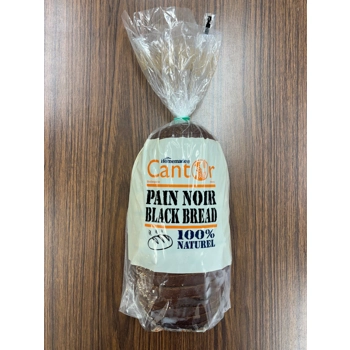 Cantor
PAIN NOIR
BLACK BREAD
100%
NATUREL